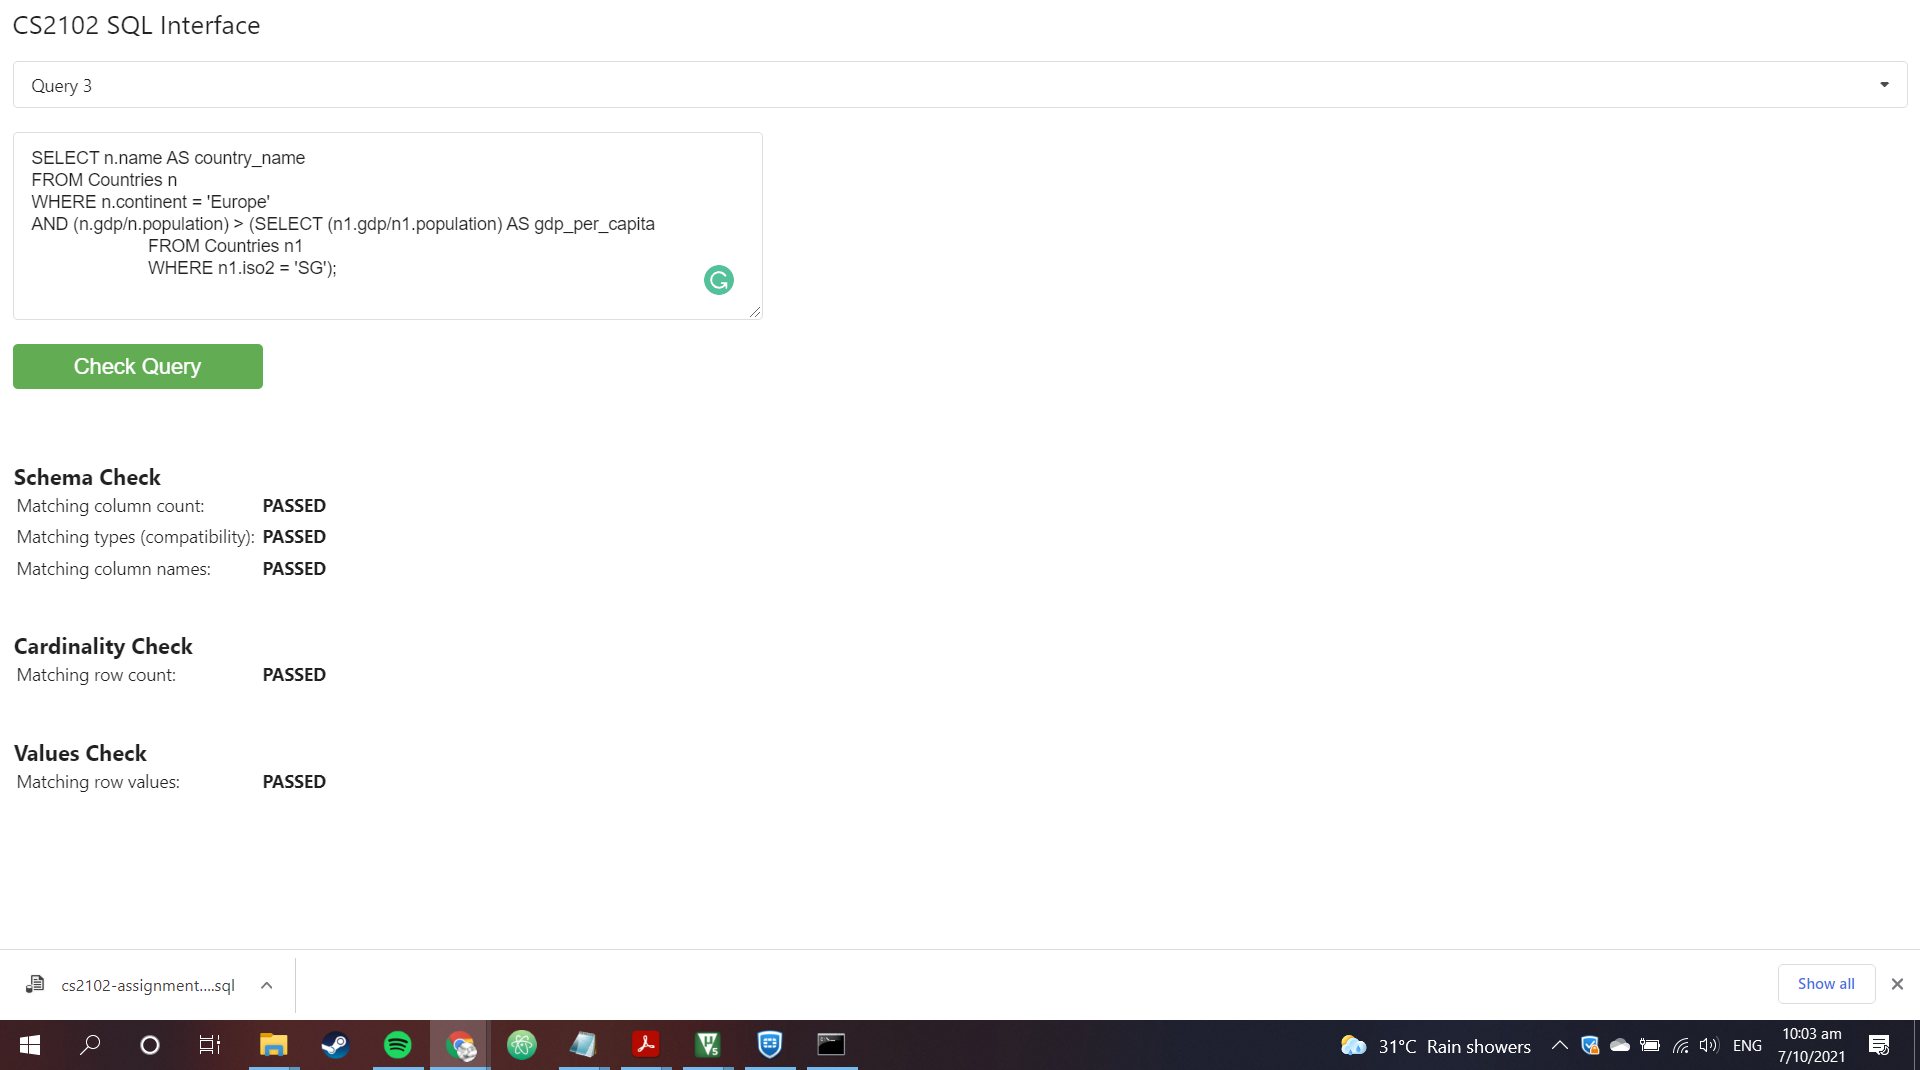 CS2102 SQL Interface
Query 3
SELECT n.name AS country_name
FROM Countries n
WHERE n.continent = 'Europe'
AND (n.gdp/n.population) > (SELECT (n1.gdp/n1.population) AS gdp_per_capita
FROM Countries n1
WHERE n1.iso2 = 'SG');
Check Query
Schema Check
Matching column count: PASSED
Matching types (compatibility): PASSED
Matching column names: PASSED
Cardinality Check
Matching row count: PASSED
Values Check
Matching row values: PASSED
cs2102-assignment....sql
Show all
31°C Rain showers
ENG
10:03 am
7/10/2021